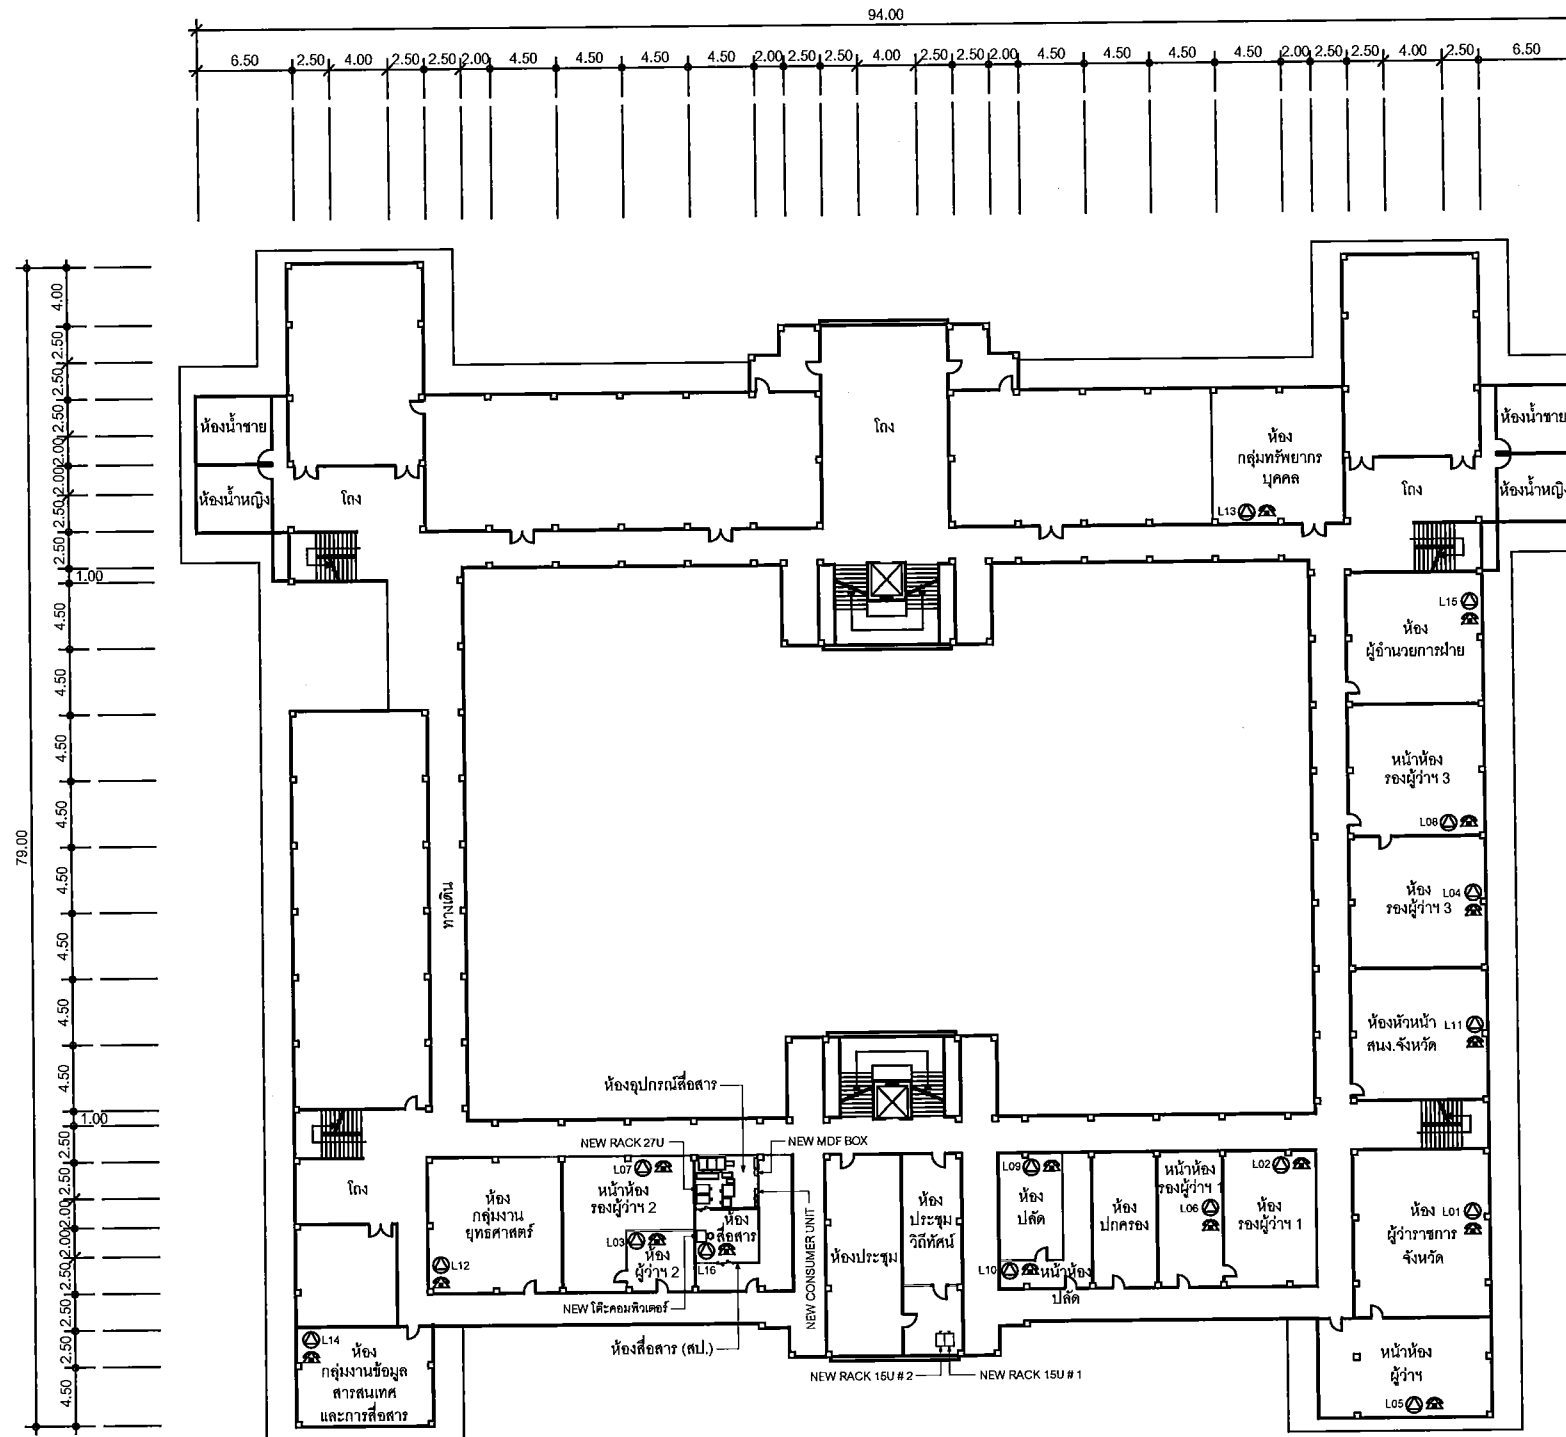 94.00
6.50 2.50 4.00 2.50 2.50 2.00 4.50 4.50 4.50 4.50 2.00 2.50 2.50 4.00 2.50 2.50 2.00 4.50 4.50 4.50 4.50 2.00 2.50 2.50 4.00 2.50 6.50
79.00
4.00
2.50
2.50
2.50
2.00
2.00
2.50
2.50
1.00
4.50
4.50
4.50
4.50
4.50
4.50
4.50
4.50
1.00
2.50
2.50
2.00
2.00
2.50
2.50
2.50
4.50
ห้องน้ำชาย
ห้องน้ำหญิง
โถง
โถง
ห้อง
กลุ่มทรัพยากร
บุคคล
L13
โถง
ห้องน้ำชาย
ห้องน้ำหญิง
L15
ห้อง
ผู้อำนวยการฝ่าย
หน้าห้อง
รองผู้ว่าฯ 3
L08
ห้อง
รองผู้ว่าฯ 3
L04
ทางเดิน
ห้องหัวหน้า
สนง.จังหวัด
L11
ห้องอุปกรณ์สื่อสาร
NEW RACK 27U
NEW MDF BOX
โถง
ห้อง
กลุ่มงาน
ยุทธศาสตร์
L12
L07
หน้าห้อง
รองผู้ว่าฯ 2
L03
ห้อง
ผู้ว่าฯ 2
ห้อง
สื่อสาร
L16
NEW โต๊ะคอมพิวเตอร์
ห้องสื่อสาร (สป.)
NEW CONSUMER UNIT
ห้องประชุม
ห้อง
ประชุม
วิถีทัศน์
NEW RACK 15U # 2
NEW RACK 15U # 1
L09
ห้อง
ปลัด
L10
หน้าห้อง
ปลัด
ห้อง
ปกครอง
หน้าห้อง
รองผู้ว่าฯ 1
L06
L02
ห้อง
รองผู้ว่าฯ 1
ห้อง
ผู้ว่าราชการ
จังหวัด
L01
L14
ห้อง
กลุ่มงานข้อมูล
สารสนเทศ
และการสื่อสาร
หน้าห้อง
ผู้ว่าฯ
L05